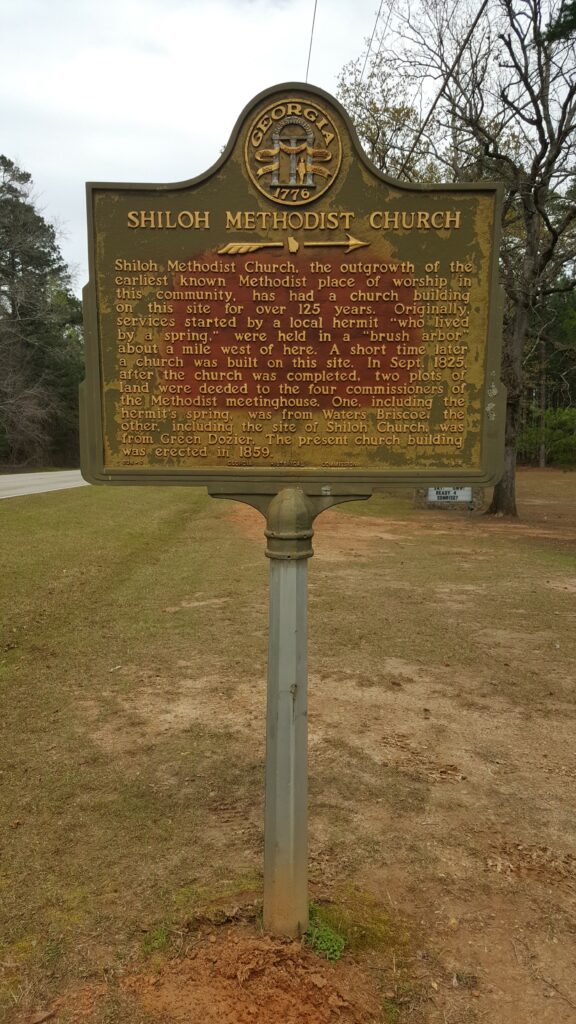 GEORGIA
1776
SHILOH METHODIST CHURCH
Shiloh Methodist Church, the outgrowth of the
earliest known Methodist place of worship in
this community, has had a church building
on this site for over 125 years. Originally,
services started by a local hermit "who lived
by a spring," were held in a "brush arbor"
about a mile west of here. A short time later
a church was built on this site. In Sept. 1825,
after the church was completed, two plots of
land were deeded to the four commissioners of
the Methodist meetinghouse. One, including the
hermit's spring, was from Waters Briscoe, the
other, including the site of Shiloh Church, was
from Green Dozier. The present church building
was erected in 1859.
COMMISSION
READY 4